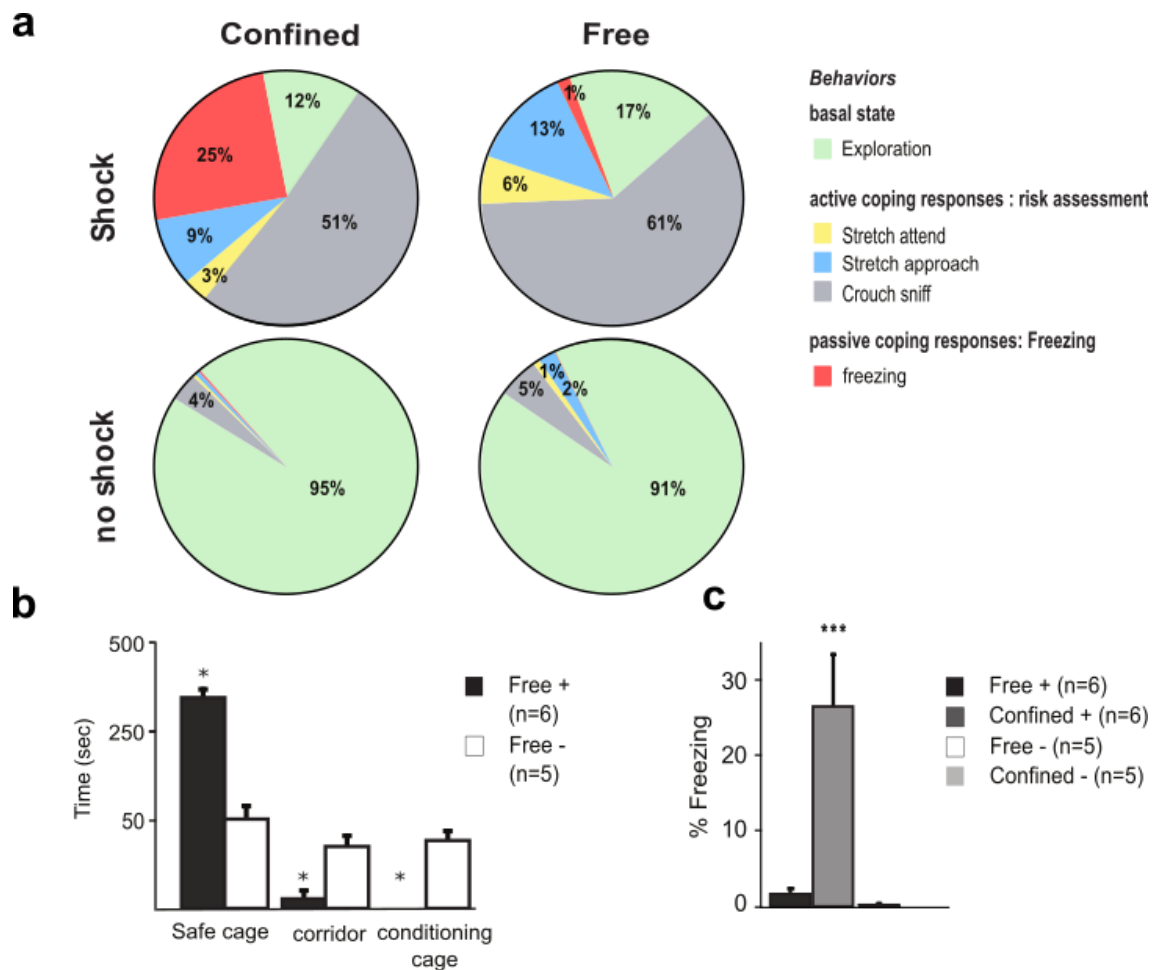 a
Confined
Free
Shock
12%
25%
51%
9%
3%
1%
17%
13%
6%
61%
Behaviors
basal state
Exploration
active coping responses : risk assessment
Stretch attend
Stretch approach
Crouch sniff
passive coping responses: Freezing
freezing
no shock
4%
95%
1%
2%
5%
91%
b
Time (sec)
500
250
50
*
*
*
Safe cage
corridor
conditioning
cage
Free +
(n=6)
Free -
(n=5)
c
% Freezing
30
20
10
0
***
Free + (n=6)
Confined + (n=6)
Free - (n=5)
Confined - (n=5)